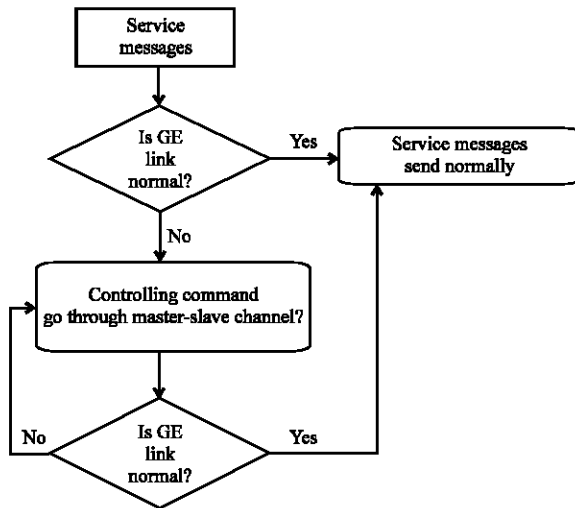 Service
messages
Is GE
link
normal?
Yes
Service messages
send normally
No
Controlling command
go through master-slave channel?
No
Is GE
link
normal?
Yes